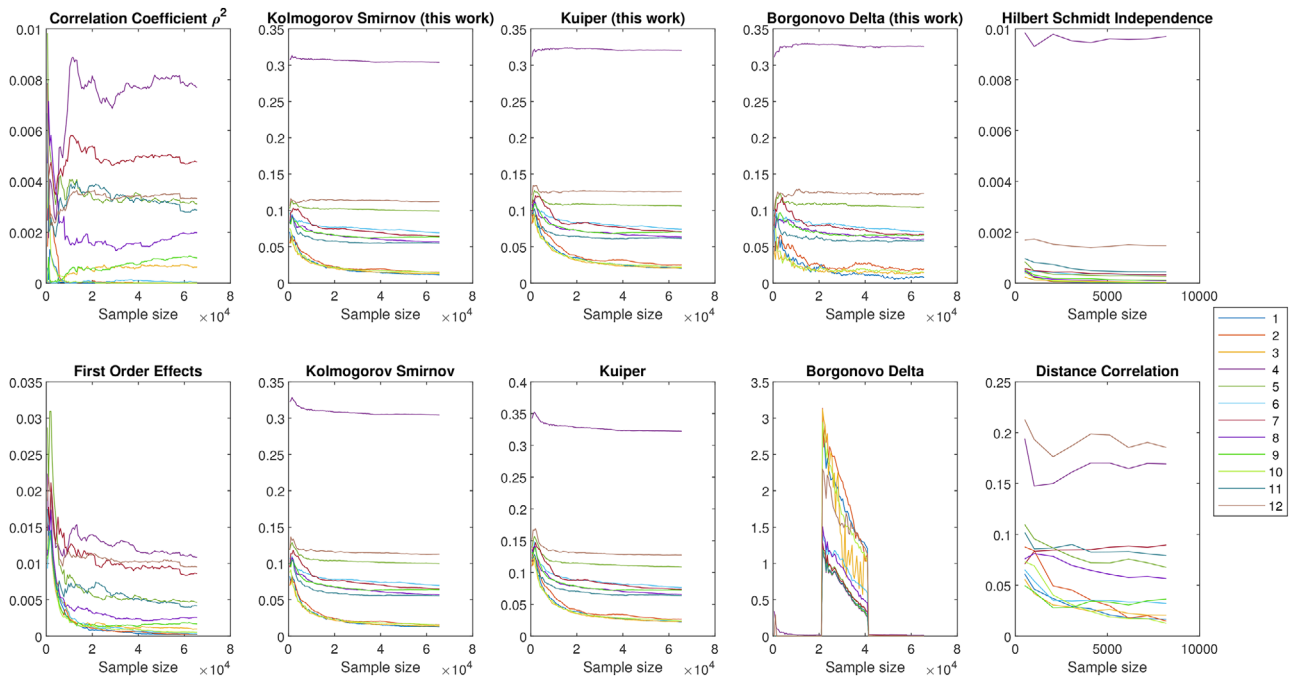 Correlation Coefficient ρ²
0.01
0.008
0.006
0.004
0.002
0
0 2 4 6 8
Sample size ×10⁴
Kolmogorov Smirnov (this work)
0.35
0.3
0.25
0.2
0.15
0.1
0.05
0
0 2 4 6 8
Sample size ×10⁴
Kuiper (this work)
0.35
0.3
0.25
0.2
0.15
0.1
0.05
0
0 2 4 6 8
Sample size ×10⁴
Borgonovo Delta (this work)
0.35
0.3
0.25
0.2
0.15
0.1
0.05
0
0 2 4 6 8
Sample size ×10⁴
Hilbert Schmidt Independence
0.01
0.008
0.006
0.004
0.002
0
0 5000 10000
Sample size
First Order Effects
0.035
0.03
0.025
0.02
0.015
0.01
0.005
0
0 2 4 6 8
Sample size ×10⁴
Kolmogorov Smirnov
0.35
0.3
0.25
0.2
0.15
0.1
0.05
0
0 2 4 6 8
Sample size ×10⁴
Kuiper
0.4
0.35
0.3
0.25
0.2
0.15
0.1
0.05
0
0 2 4 6 8
Sample size ×10⁴
Borgonovo Delta
3.5
3
2.5
2
1.5
1
0.5
0
0 2 4 6 8
Sample size ×10⁴
Distance Correlation
0.25
0.2
0.15
0.1
0.05
0
0 5000 10000
Sample size
1
2
3
4
5
6
7
8
9
10
11
12